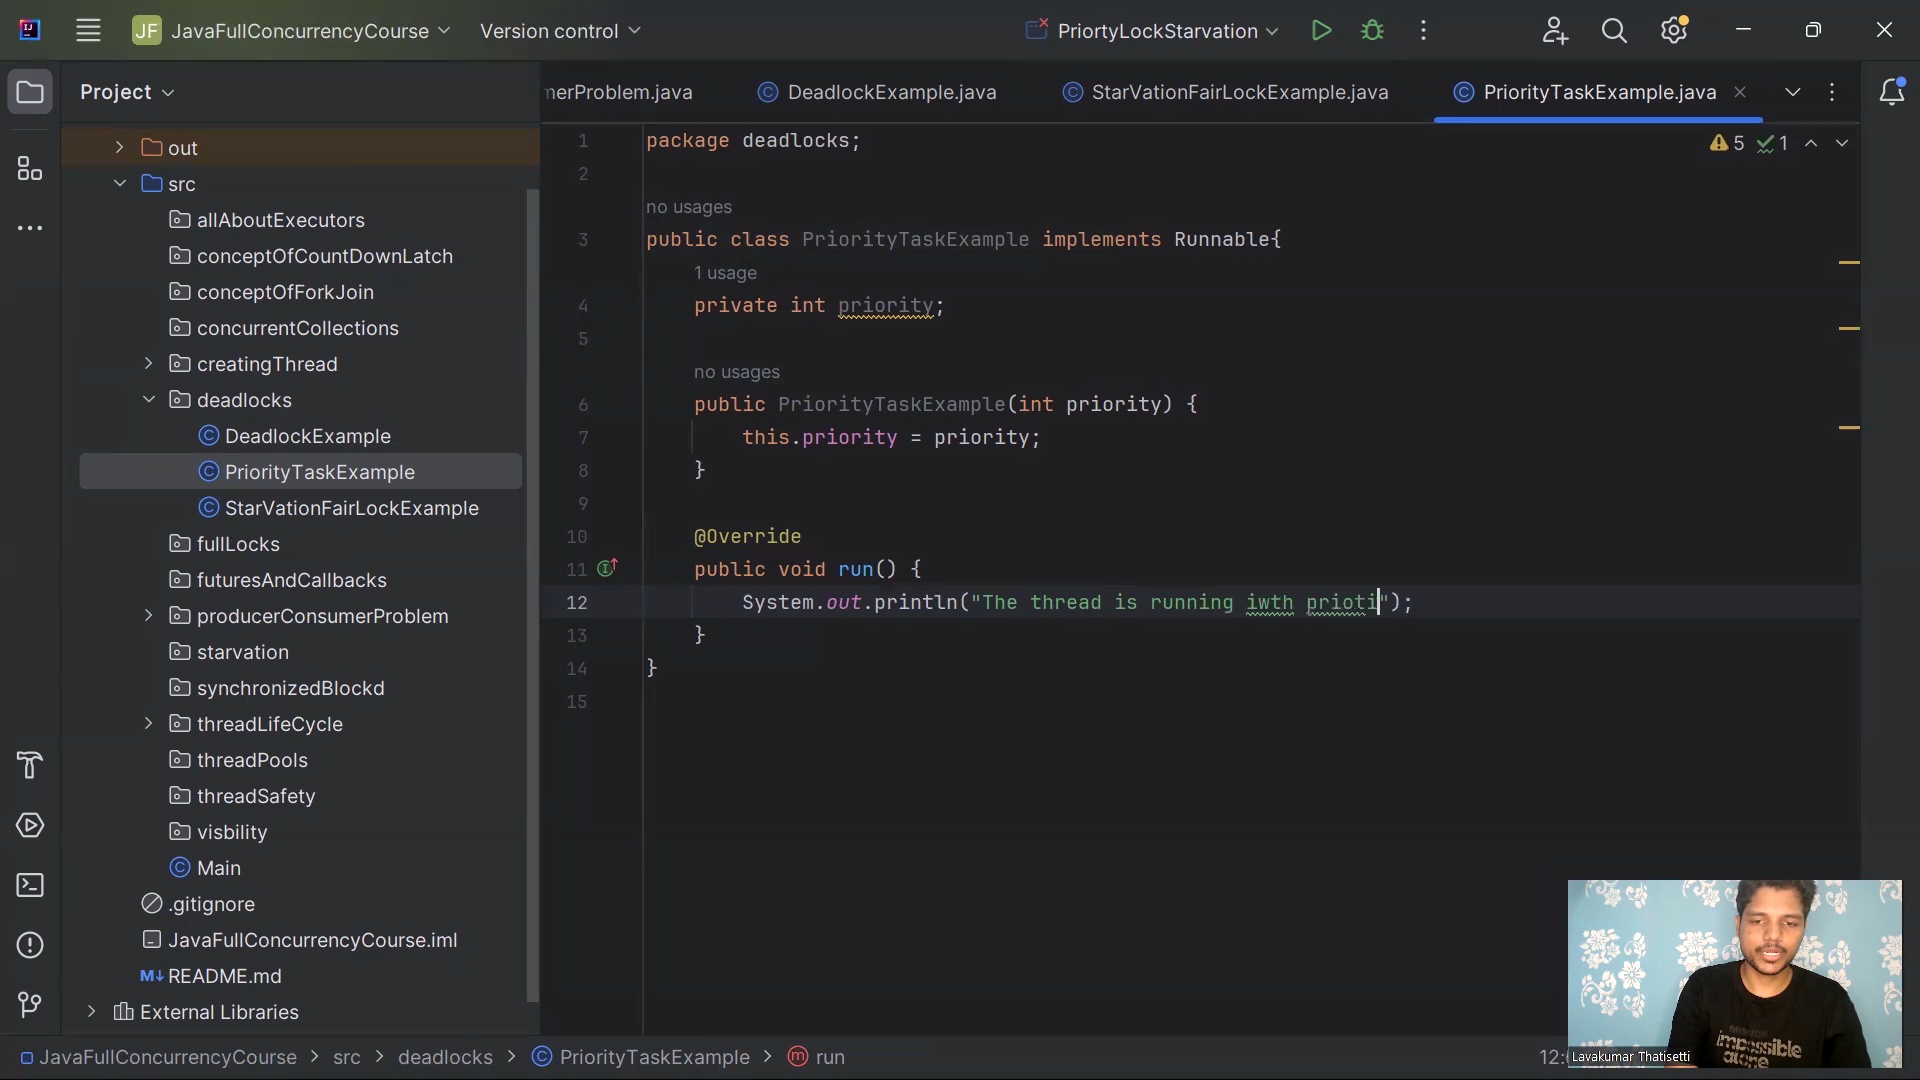 JF JavaFullConcurrencyCourse Version control PriortyLockStarvation
Project
out
src
allAboutExecutors
conceptOfCountDownLatch
conceptOfForkJoin
concurrentCollections
creatingThread
deadlocks
DeadlockExample
PriorityTaskExample
StarVationFairLockExample
fullLocks
futuresAndCallbacks
producerConsumerProblem
starvation
synchronizedBlockd
threadLifeCycle
threadPools
threadSafety
visbility
Main
.gitignore
JavaFullConcurrencyCourse.iml
M↓ README.md
External Libraries
merProblem.java DeadlockExample.java StarVationFairLockExample.java PriorityTaskExample.java
5 1
1 package deadlocks;
2
no usages
3 public class PriorityTaskExample implements Runnable{
1 usage
4 private int priority;
5
no usages
6 public PriorityTaskExample(int priority) {
7 this.priority = priority;
8 }
9
10 @Override
11 public void run() {
12 System.out.println("The thread is running iwth prioti");
13 }
14 }
15
JavaFullConcurrencyCourse > src > deadlocks > PriorityTaskExample > run
12:
impossible
alone
Lavakumar Thatisetti